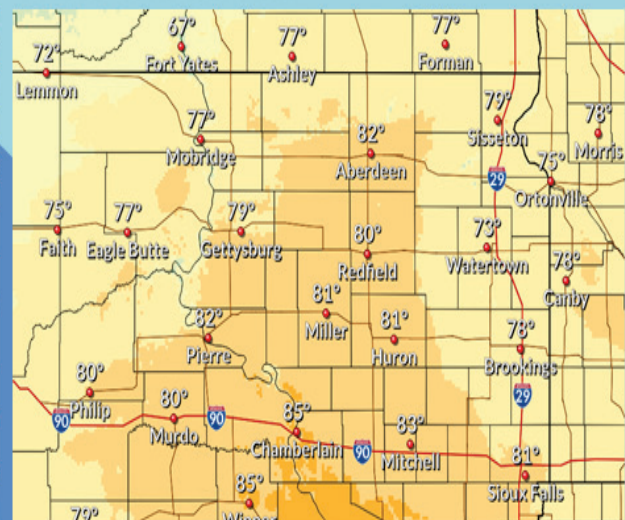 67°
Fort Yates
77°
Ashley
77°
Forman
72°
Lemmon
79°
Sisseton
78°
Morris
77°
Mobridge
82°
Aberdeen
29
75°
Ortonville
75°
Faith
77°
Eagle Butte
79°
Gettysburg
80°
Redfield
73°
Watertown
78°
Canby
81°
Miller
82°
Pierre
81°
Huron
78°
Brookings
80°
Philip
90
80°
Murdo
90
85°
Chamberlain
90
83°
Mitchell
29
81°
Sioux Falls
79°
85°
Winner